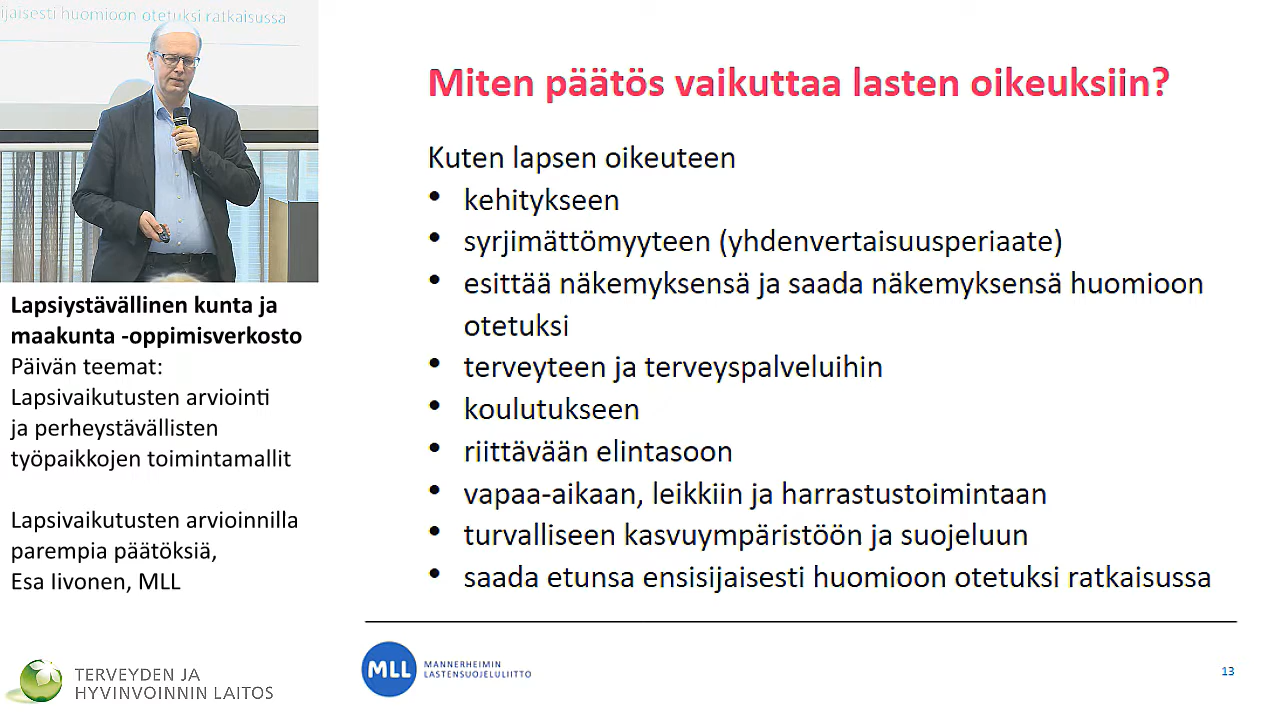 ijaisesti huomioon otetuksi ratkaisussa
Lapsiystävällinen kunta ja
maakunta -oppimisverkosto
Päivän teemat:
Lapsivaikutusten arviointi
ja perheystävällisten
työpaikkojen toimintamallit
Lapsivaikutusten arvioinnilla
parempia päätöksiä,
Esa Iivonen, MLL
TERVEYDEN JA
HYVINVOINNIN LAITOS
Miten päätös vaikuttaa lasten oikeuksiin?
Kuten lapsen oikeuteen
• kehitykseen
• syrjimättömyyteen (yhdenvertaisuusperiaate)
• esittää näkemyksensä ja saada näkemyksensä huomioon
otetuksi
• terveyteen ja terveyspalveluihin
• koulutukseen
• riittävään elintasoon
• vapaa-aikaan, leikkiin ja harrastustoimintaan
• turvalliseen kasvuympäristöön ja suojeluun
• saada etunsa ensisijaisesti huomioon otetuksi ratkaisussa
MLL
MANNERHEIMIN
LASTENSUOJELULIITTO
13